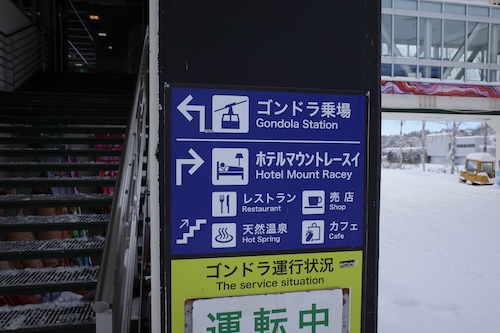 ゴンドラ乗場
Gondola Station
ホテルマウントレースイ
Hotel Mount Racey
レストラン
Restaurant
売店
Shop
天然温泉
Hot Spring
カフェ
Cafe
ゴンドラ運行状況
The service situation
運転中